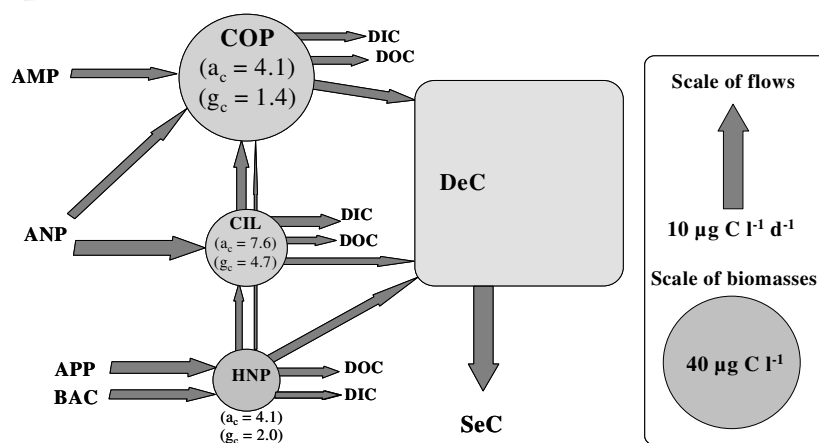 COP
(a_c = 4.1)
(g_c = 1.4)
DIC
DOC
AMP
ANP
CIL
(a_c = 7.6)
(g_c = 4.7)
DIC
DOC
DeC
APP
BAC
HNP
DOC
DIC
(a_c = 4.1)
(g_c = 2.0)
SeC
Scale of flows
10 µg C l⁻¹ d⁻¹
Scale of biomasses
40 µg C l⁻¹